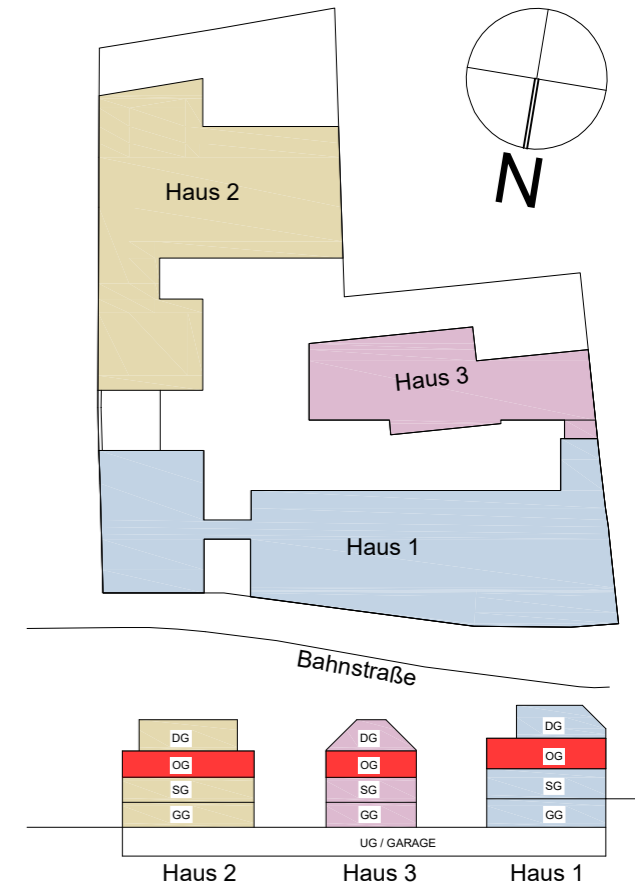 N
Haus 2
Haus 3
Haus 1
Bahnstraße
DG DG DG
OG OG OG
SG SG SG
GG GG GG
UG / GARAGE
Haus 2 Haus 3 Haus 1